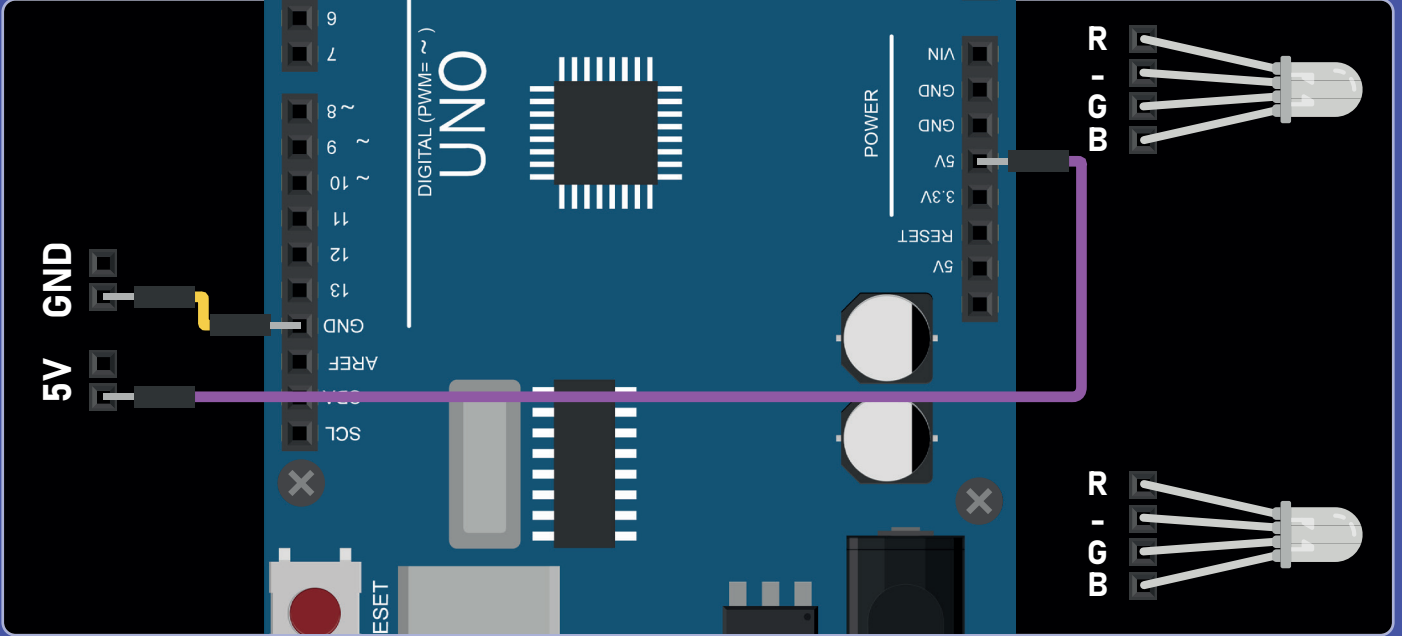 6
7
~8
~ 9
~10
11
12
13
GND
AREF
SCL
DIGITAL (PWM= ~ )
UNO
POWER
VIN
GND
GND
5V
3.3V
RESET
5V
GND
5V
R
-
G
B
R
-
G
B